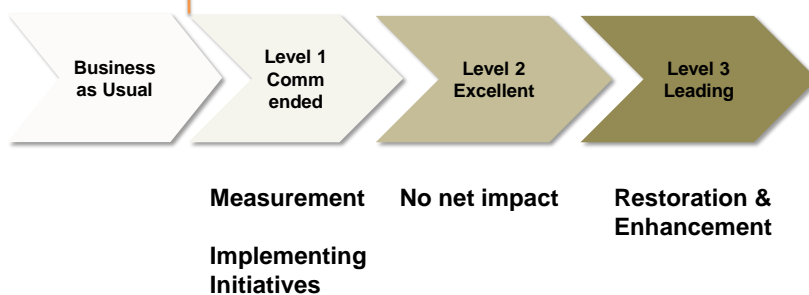 Business
as Usual
Level 1
Comm
ended
Level 2
Excellent
Level 3
Leading
Measurement
Implementing
Initiatives
No net impact
Restoration &
Enhancement